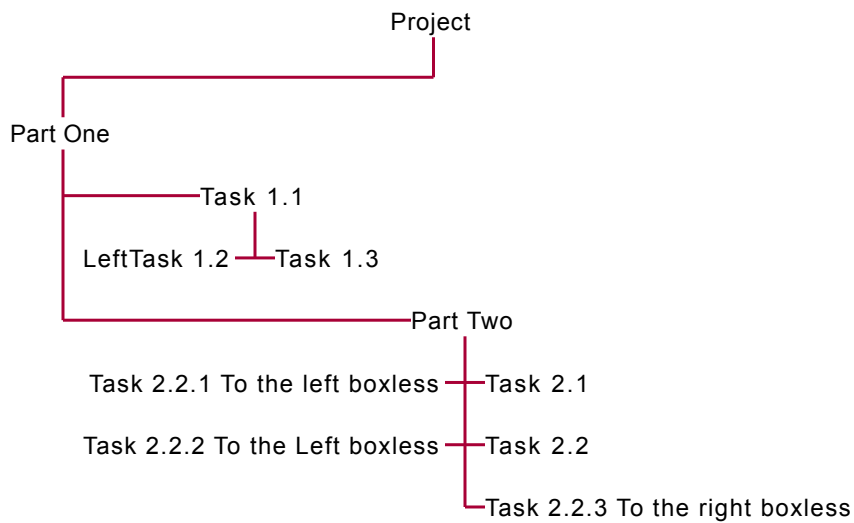 Project
Part One
Task 1.1
LeftTask 1.2 Task 1.3
Part Two
Task 2.2.1 To the left boxless Task 2.1
Task 2.2.2 To the Left boxless Task 2.2
Task 2.2.3 To the right boxless